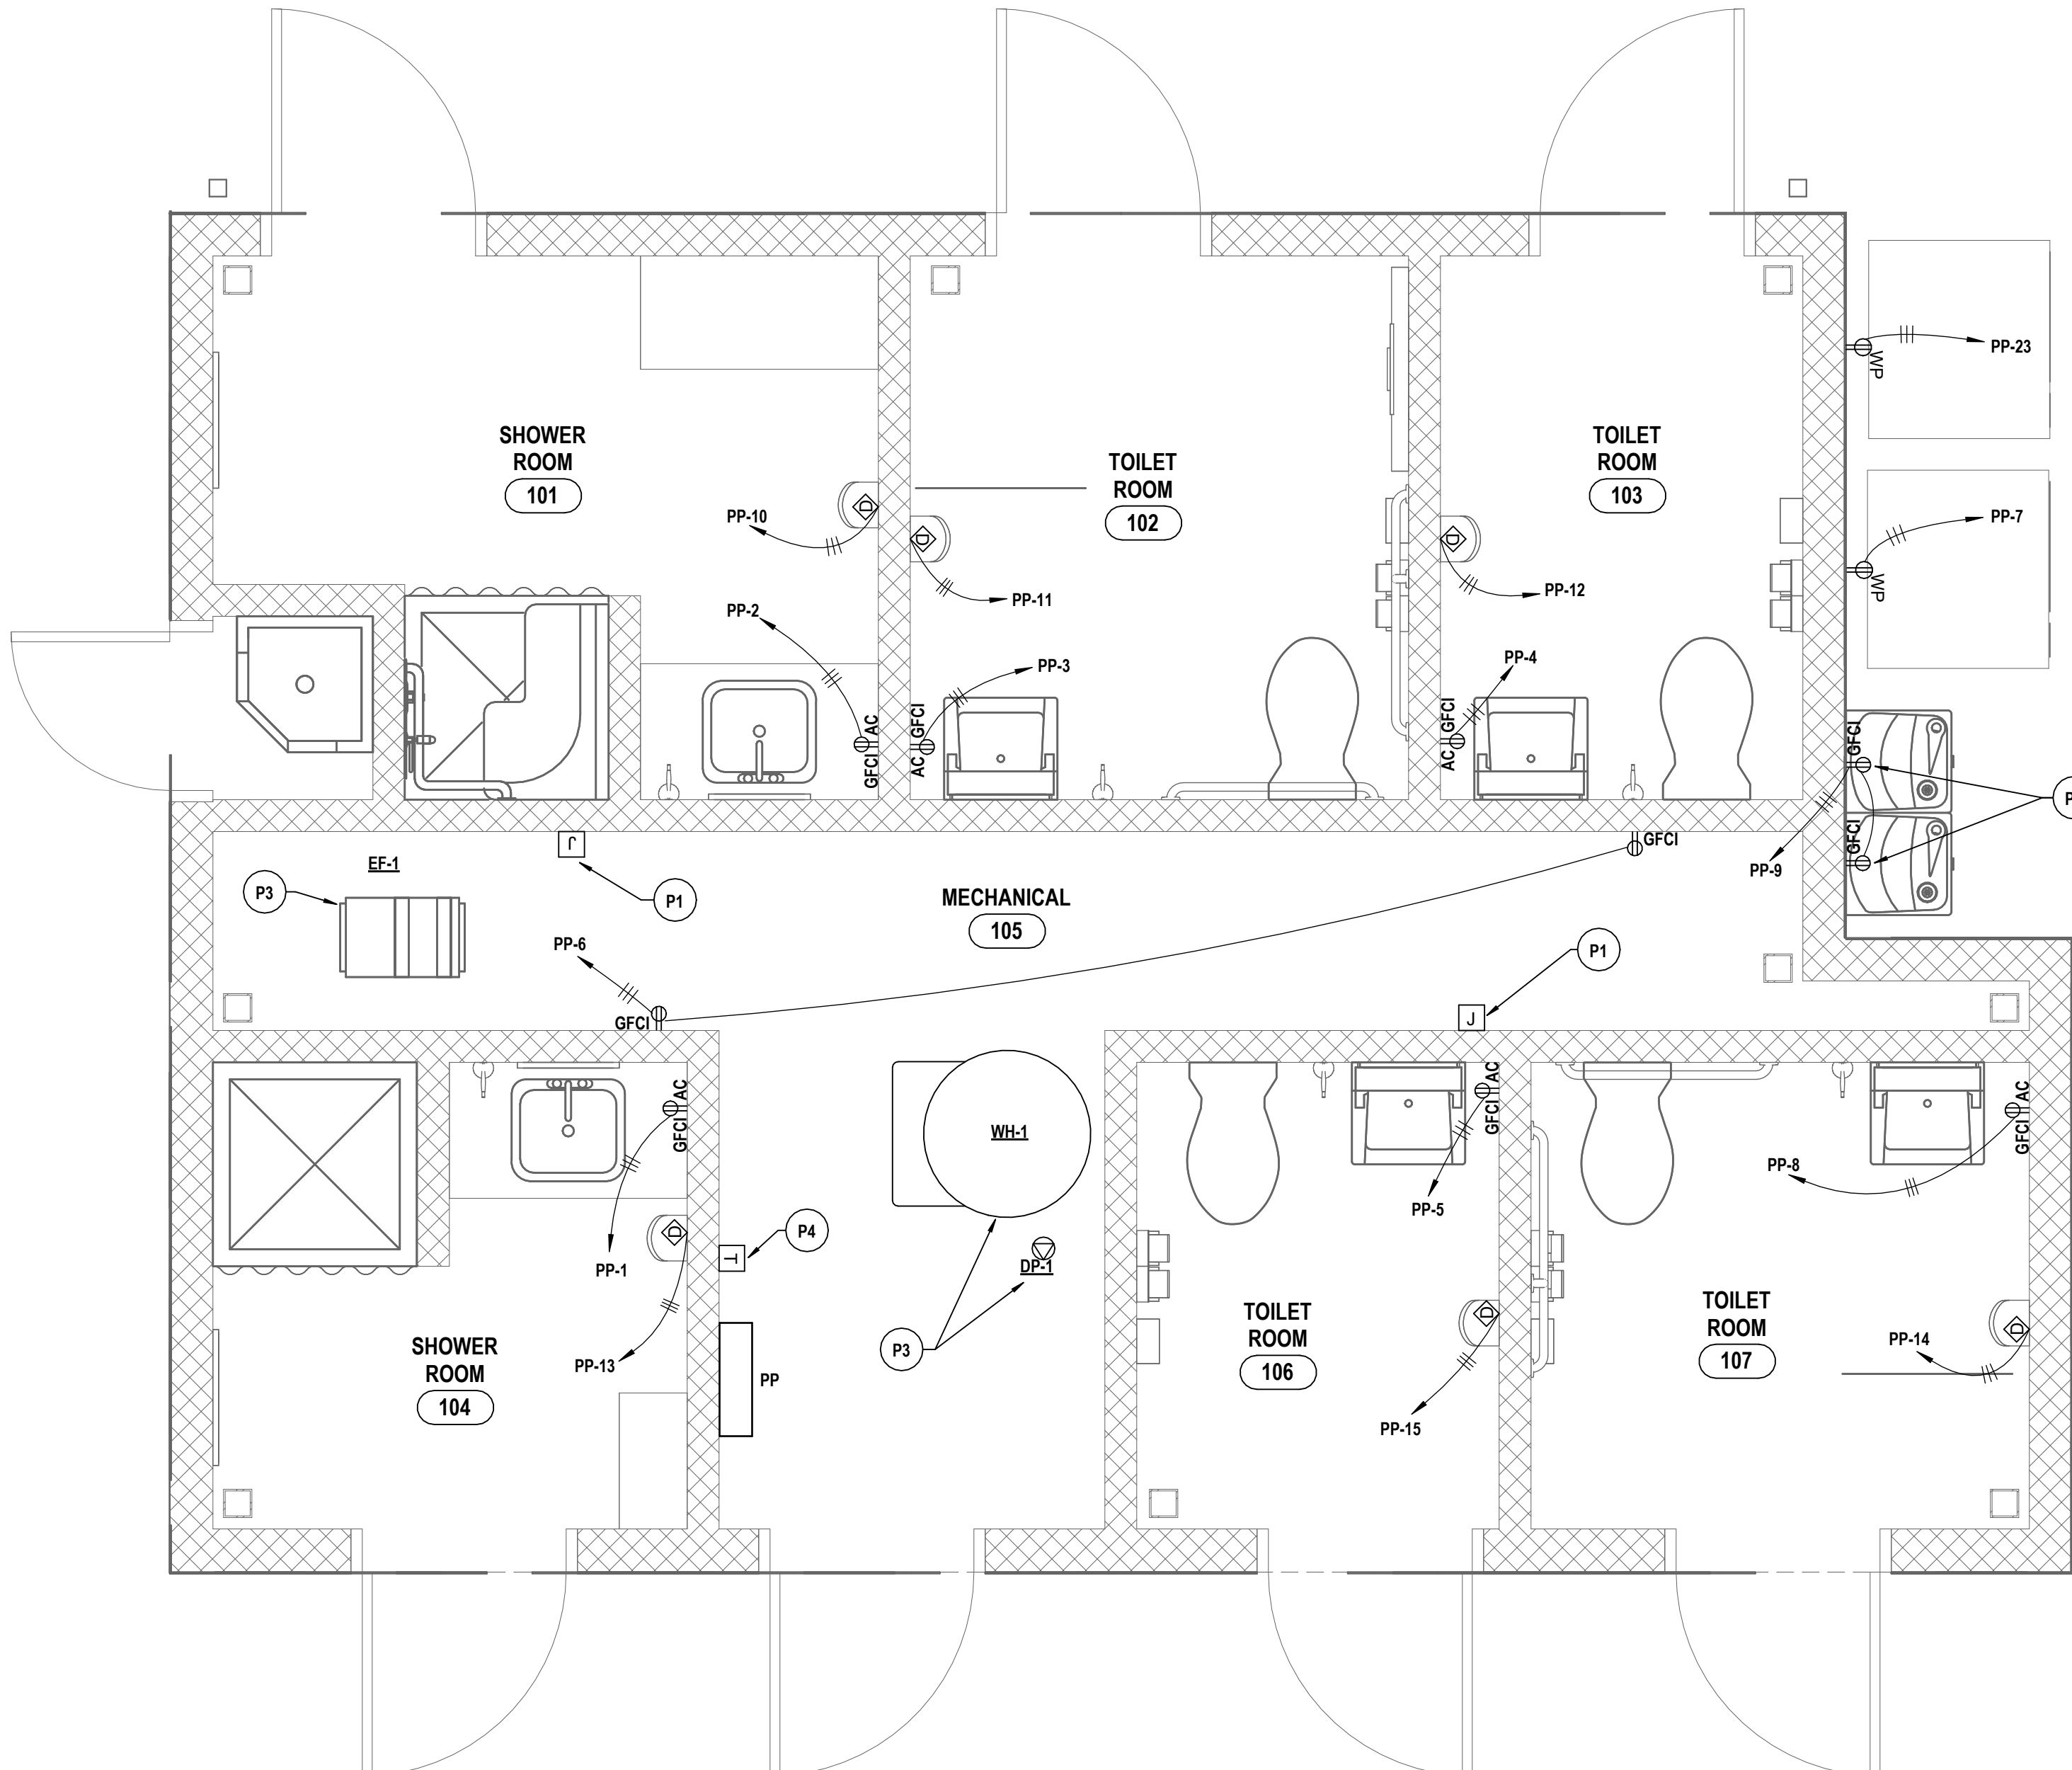 PP-23
WP
SHOWER
ROOM
101
TOILET
ROOM
102
TOILET
ROOM
103
D
PP-10
D
PP-11
D
PP-12
PP-7
WP
PP-2
GFCI AC
PP-3
AC GFCI
PP-4
AC GFCI
GFCI
GFCI
P
PP-9
EF-1
P3
J
P1
GFCI
MECHANICAL
105
PP-6
GFCI
P1
J
GFCI AC
PP-1
WH-1
GFCI AC
PP-5
GFCI AC
PP-8
D
PP-13
T
P4
DP-1
P3
PP
SHOWER
ROOM
104
TOILET
ROOM
106
D
PP-15
TOILET
ROOM
107
D
PP-14